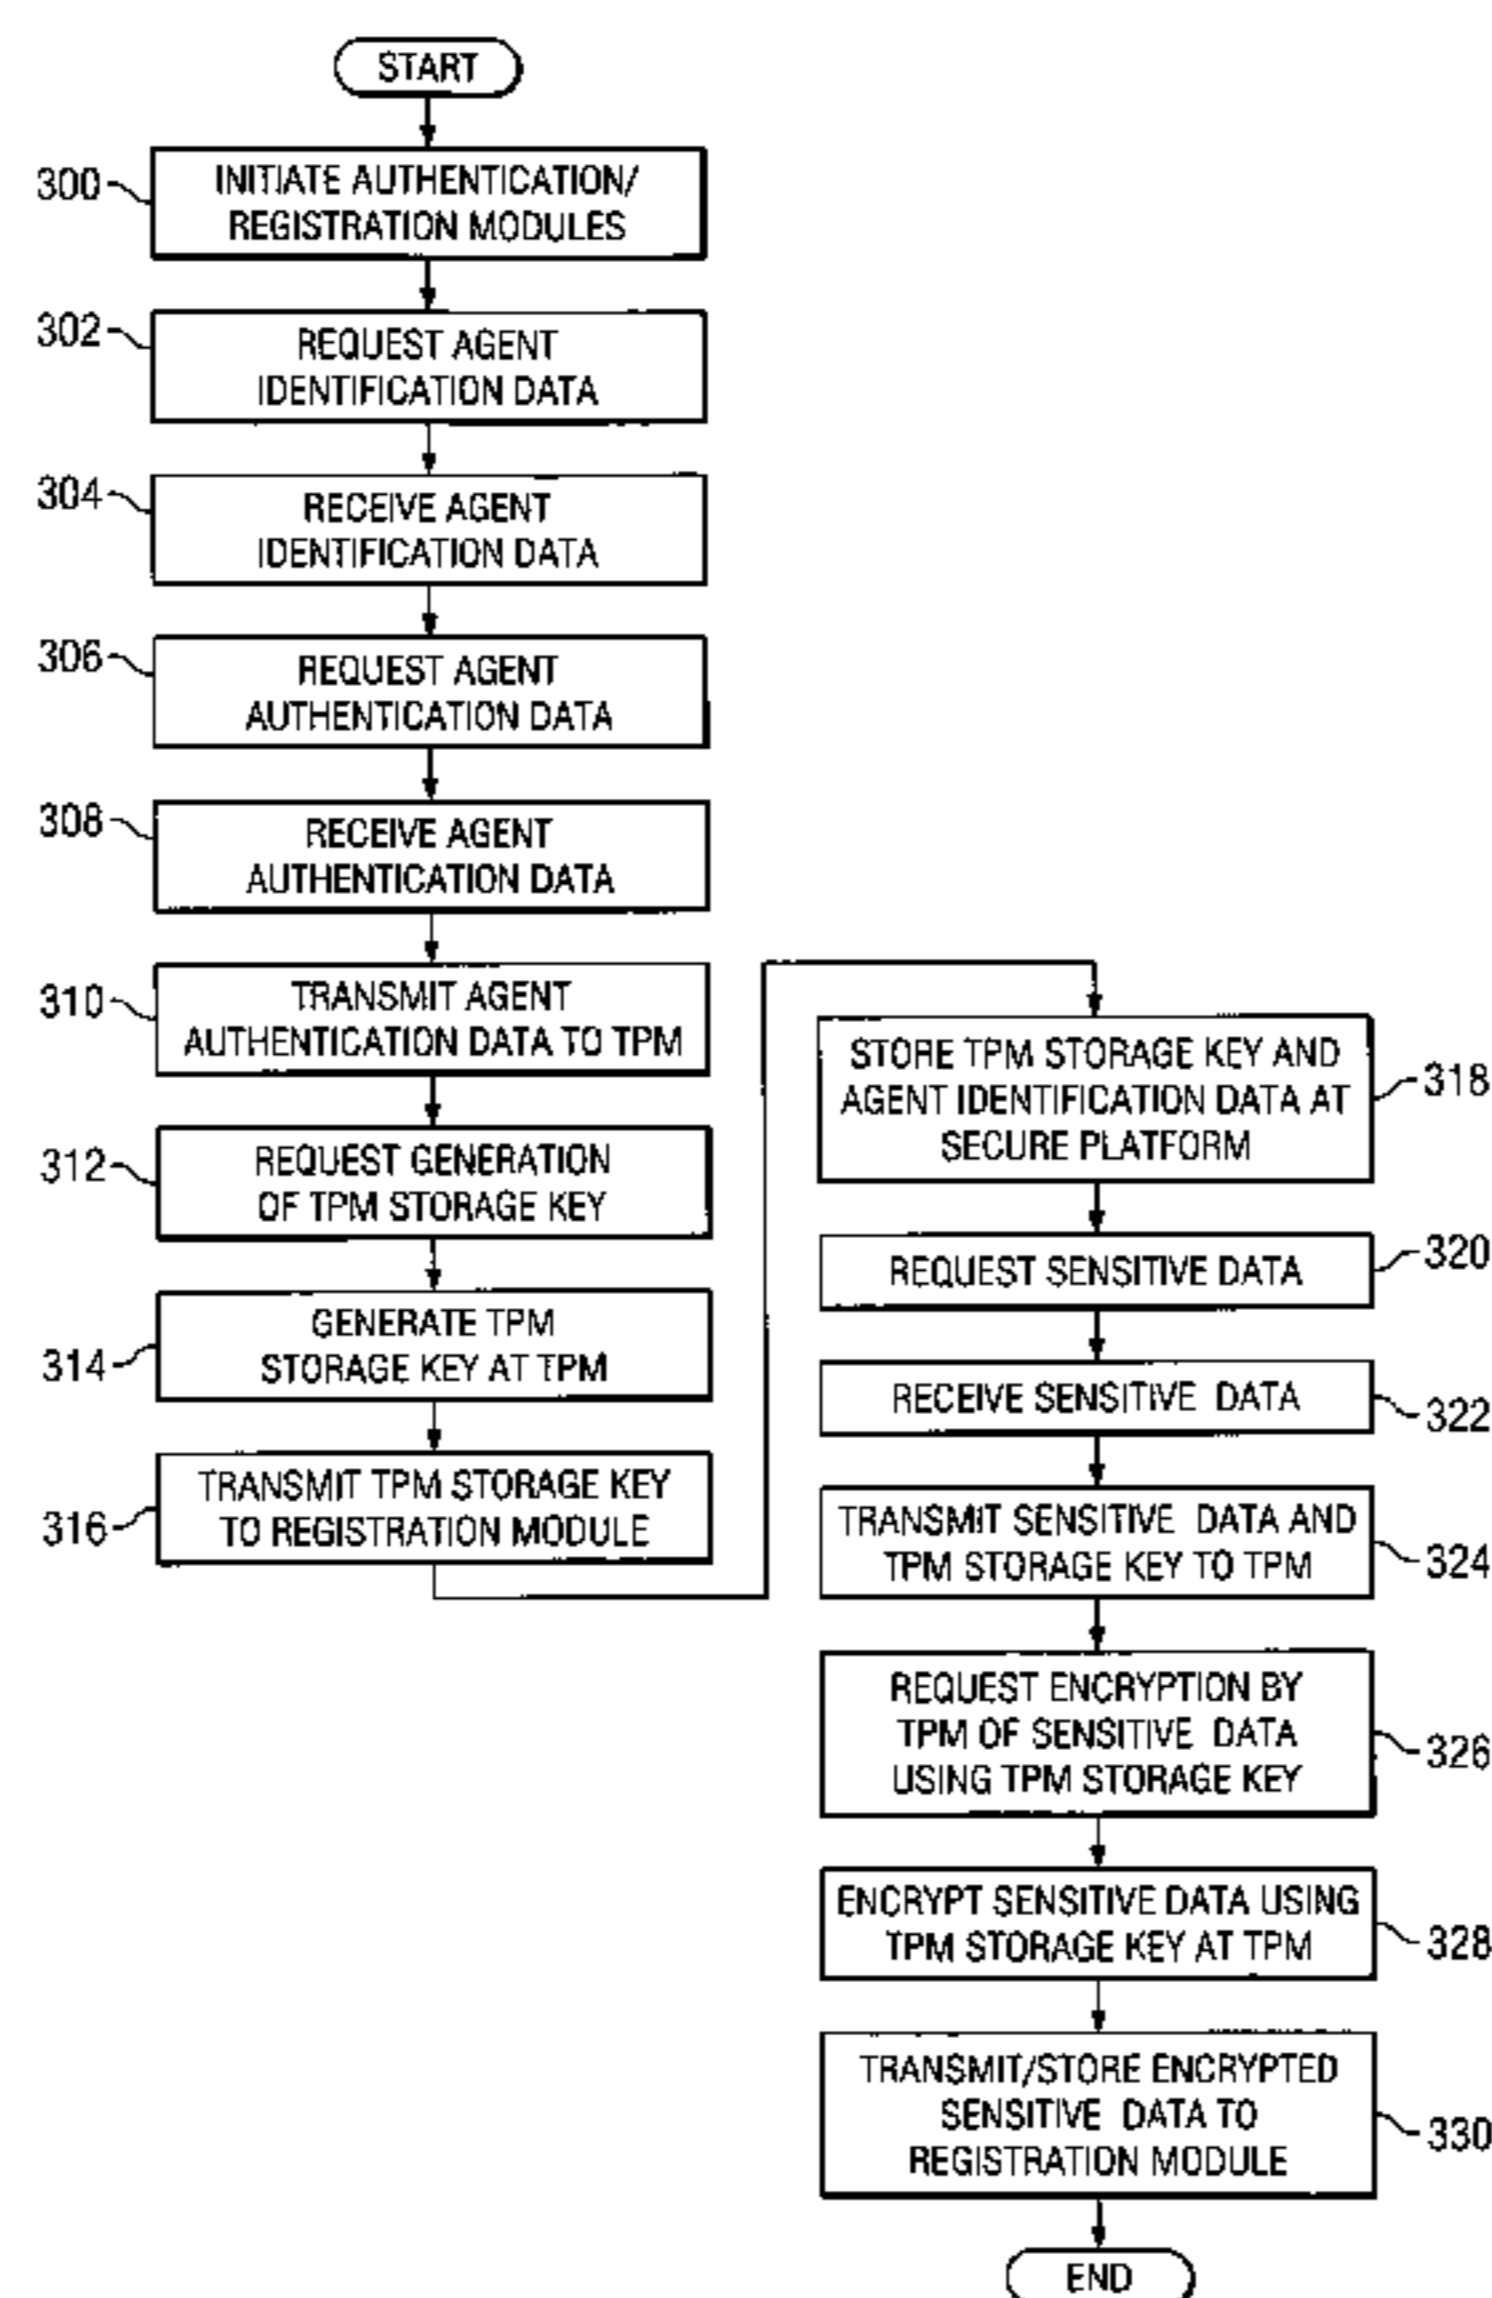 START
300
INITIATE AUTHENTICATION/
REGISTRATION MODULES
302
REQUEST AGENT
IDENTIFICATION DATA
304
RECEIVE AGENT
IDENTIFICATION DATA
306
REQUEST AGENT
AUTHENTICATION DATA
308
RECEIVE AGENT
AUTHENTICATION DATA
310
TRANSMIT AGENT
AUTHENTICATION DATA TO TPM
312
REQUEST GENERATION
OF TPM STORAGE KEY
314
GENERATE TPM
STORAGE KEY AT TPM
316
TRANSMIT TPM STORAGE KEY
TO REGISTRATION MODULE
STORE TPM STORAGE KEY AND
AGENT IDENTIFICATION DATA AT
SECURE PLATFORM
318
REQUEST SENSITIVE DATA
320
RECEIVE SENSITIVE DATA
322
TRANSMIT SENSITIVE DATA AND
TPM STORAGE KEY TO TPM
324
REQUEST ENCRYPTION BY
TPM OF SENSITIVE DATA
USING TPM STORAGE KEY
326
ENCRYPT SENSITIVE DATA USING
TPM STORAGE KEY AT TPM
328
TRANSMIT/STORE ENCRYPTED
SENSITIVE DATA TO
REGISTRATION MODULE
330
END